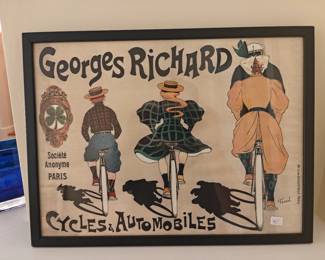 Georges RICHARD
Société
Anonyme
PARIS
CYCLES & AUTOMOBILES